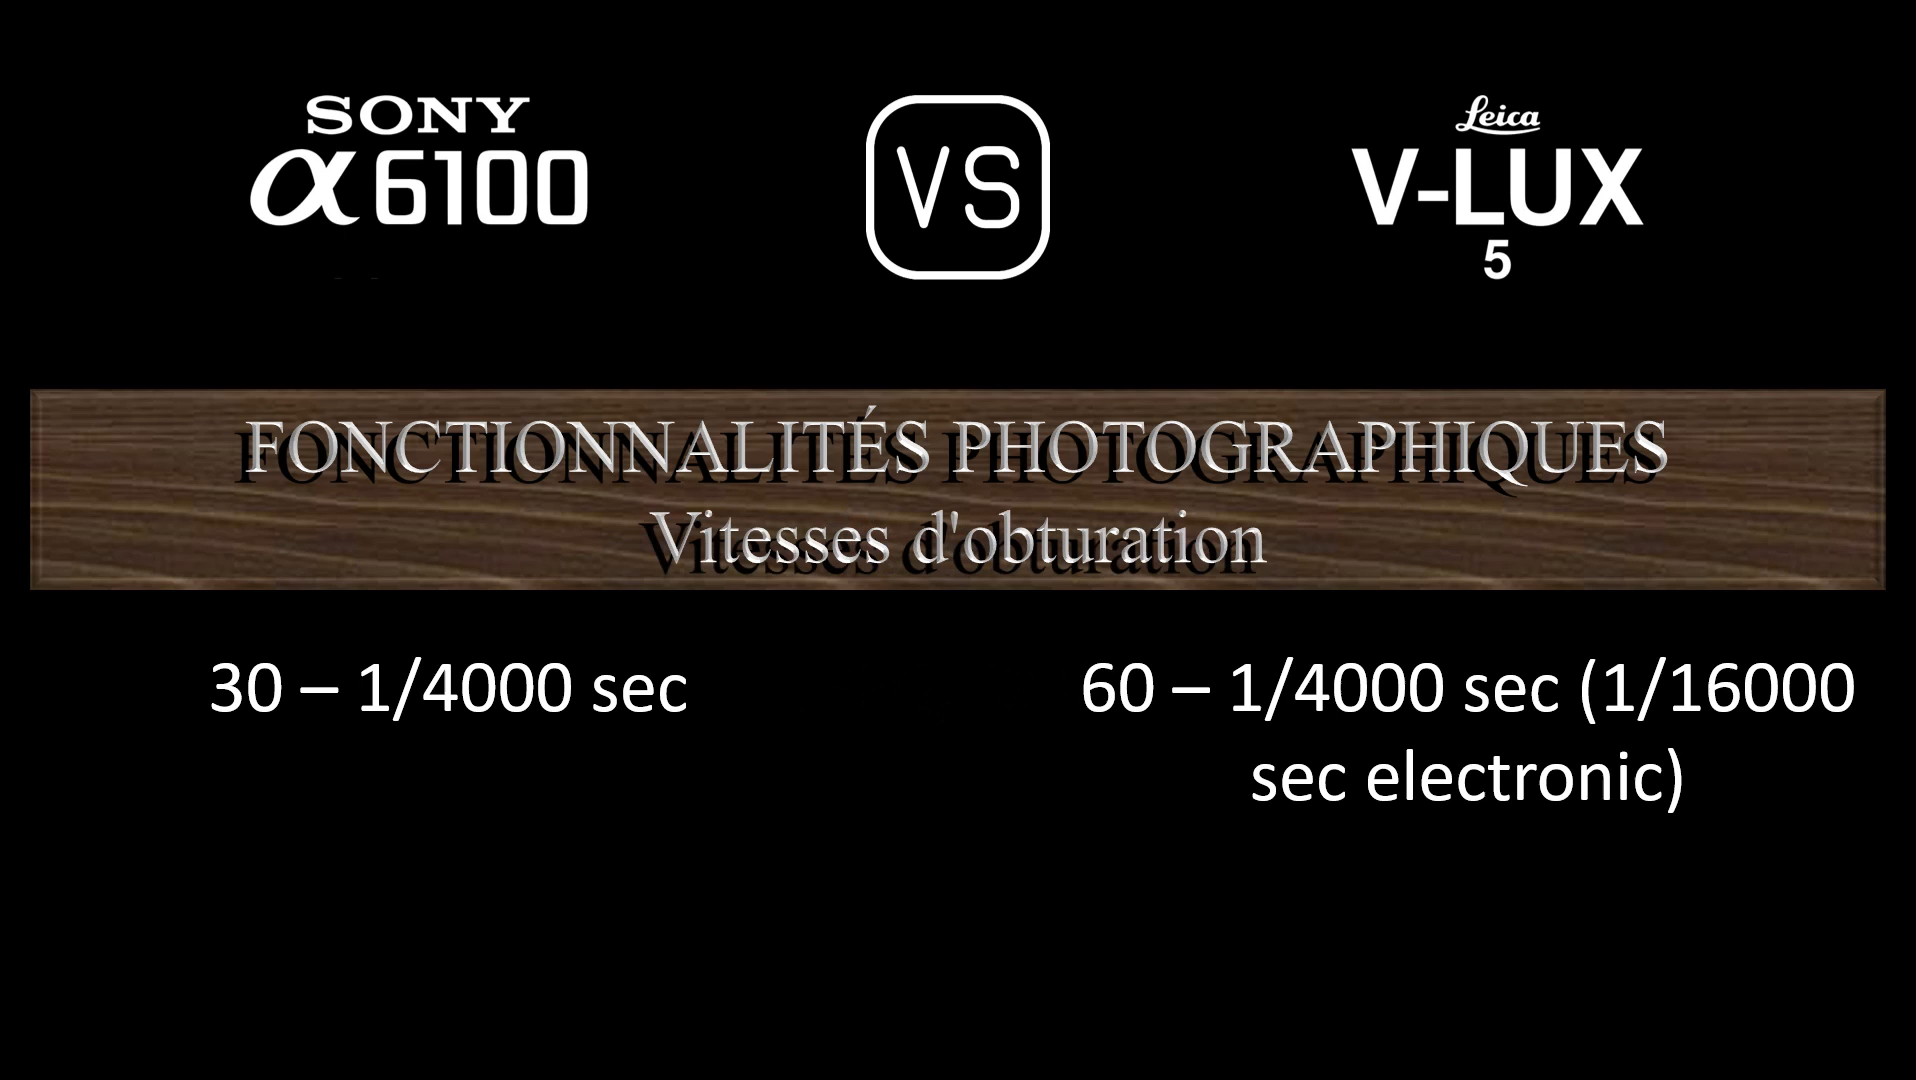 SONY
α6100
VS
Leica
V-LUX
5
FONCTIONNALITÉS PHOTOGRAPHIQUES
Vitesses d'obturation
30 – 1/4000 sec
60 – 1/4000 sec (1/16000
sec electronic)